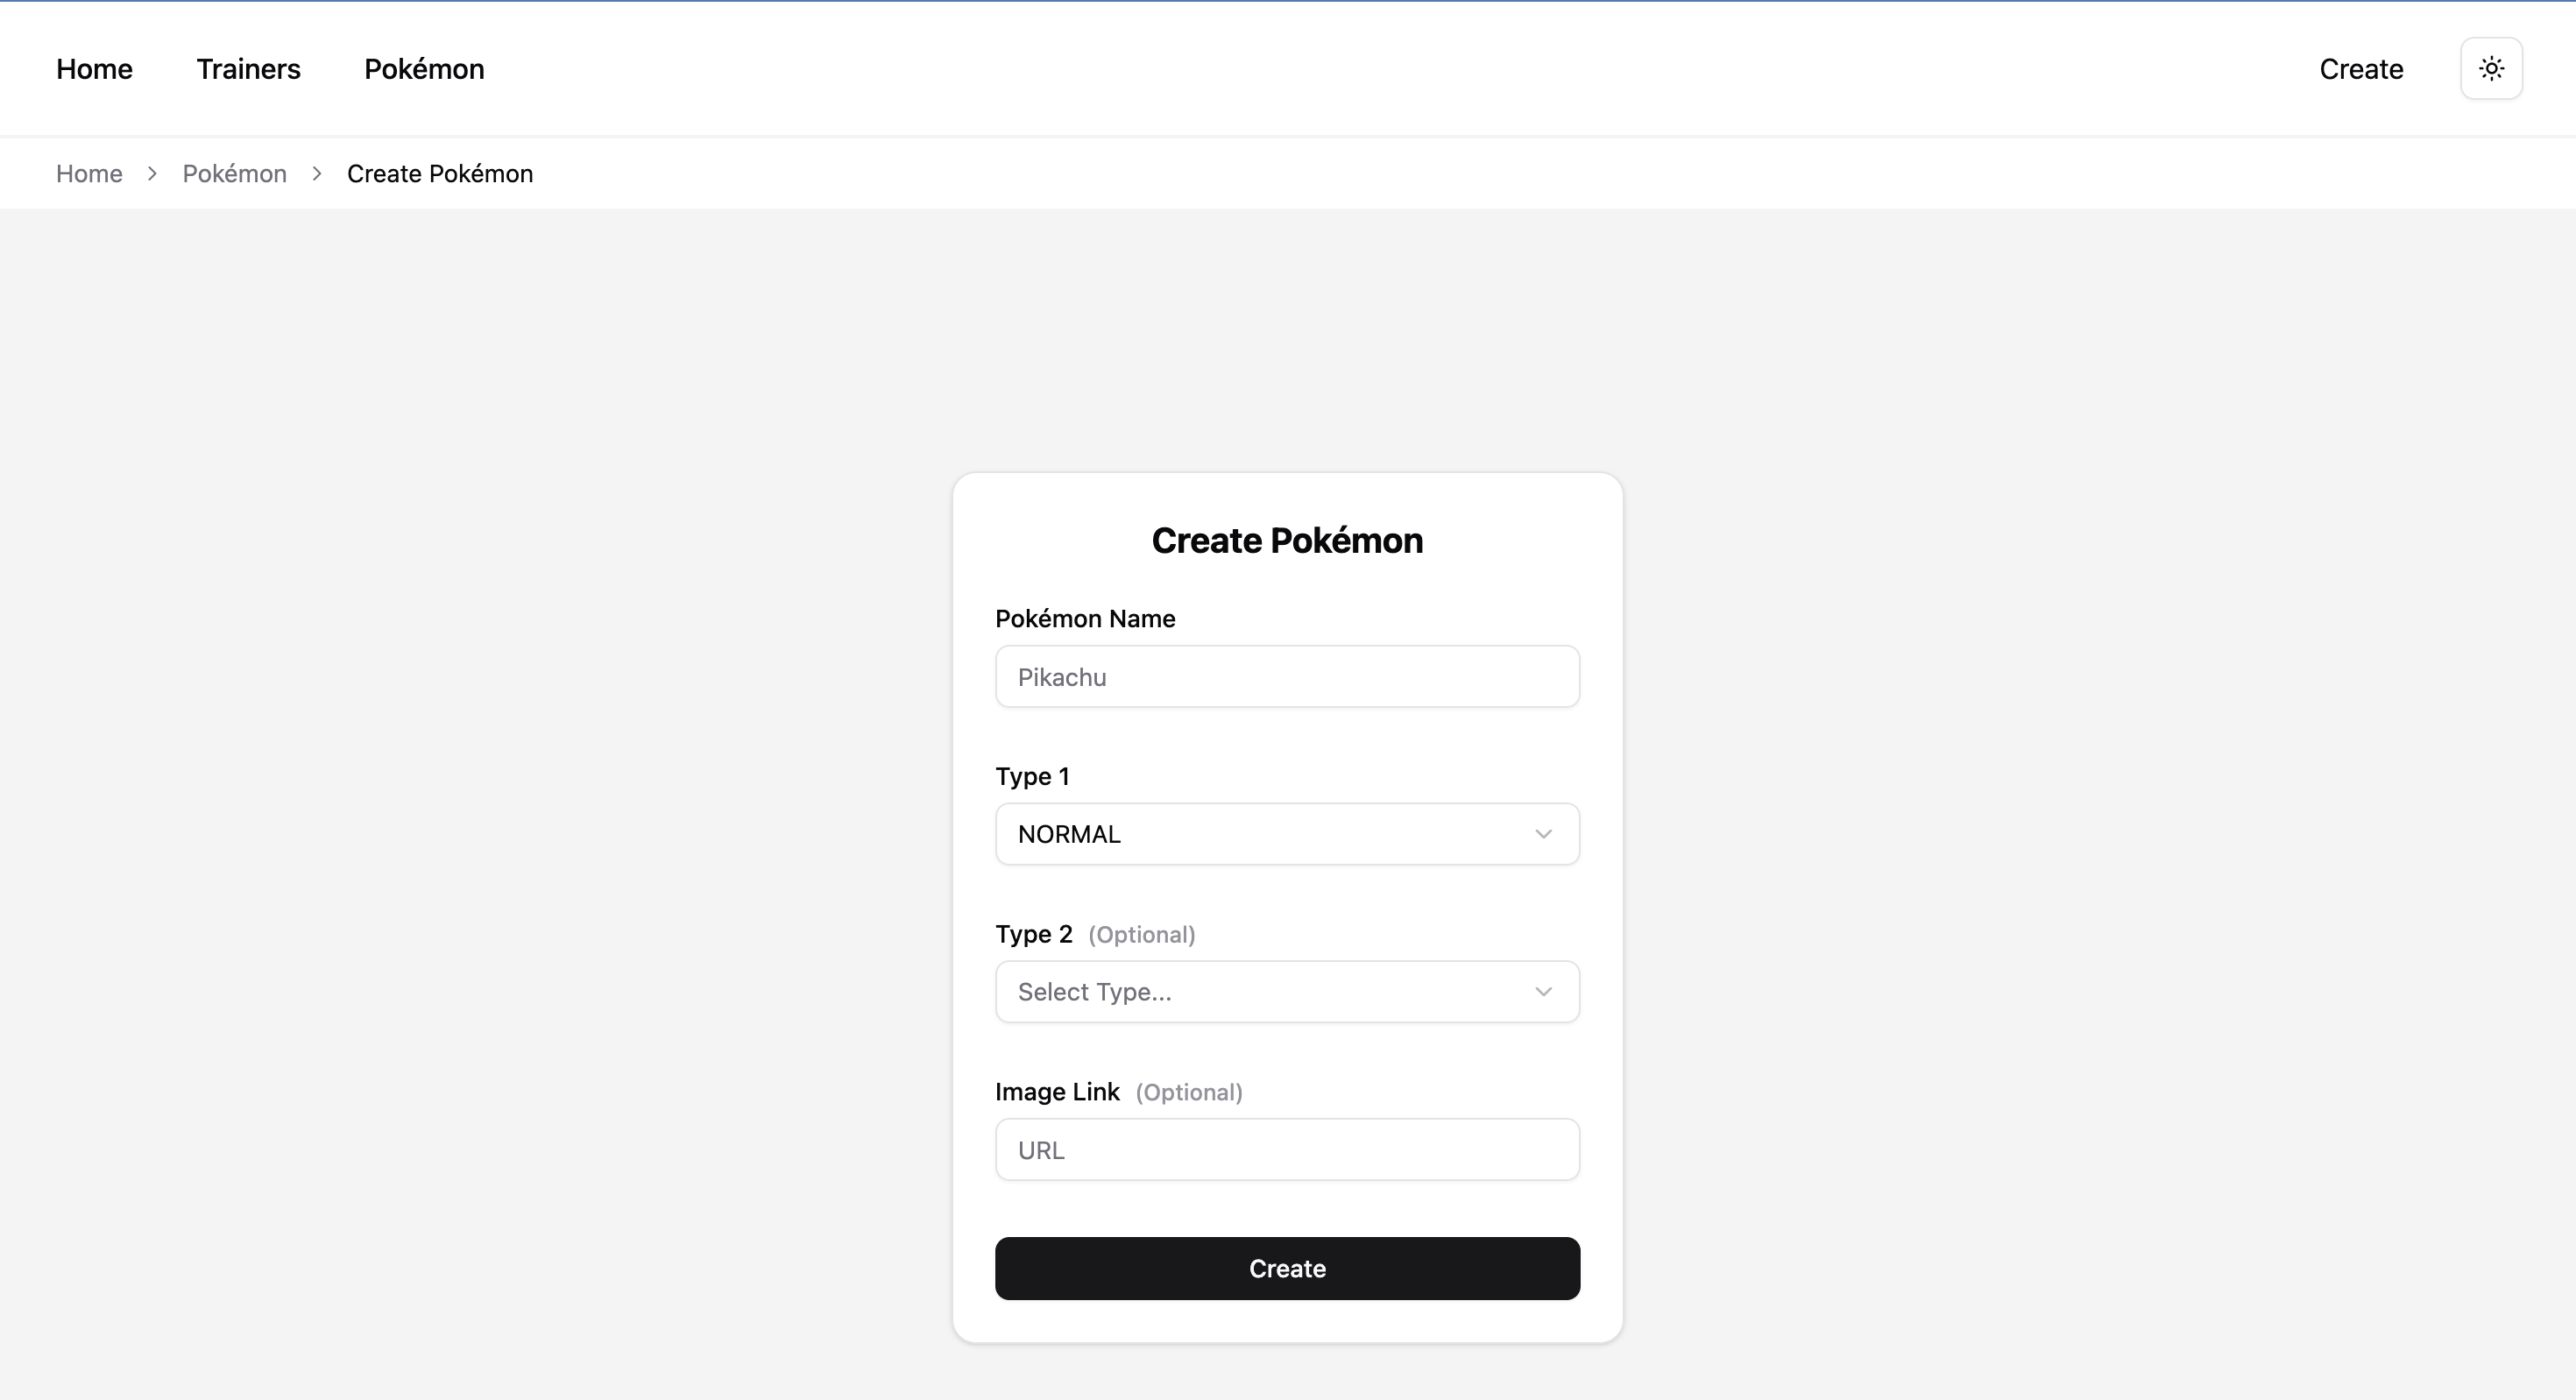 Home Trainers Pokémon Create
Home > Pokémon > Create Pokémon
Create Pokémon
Pokémon Name
Pikachu
Type 1
NORMAL
Type 2 (Optional)
Select Type...
Image Link (Optional)
URL
Create